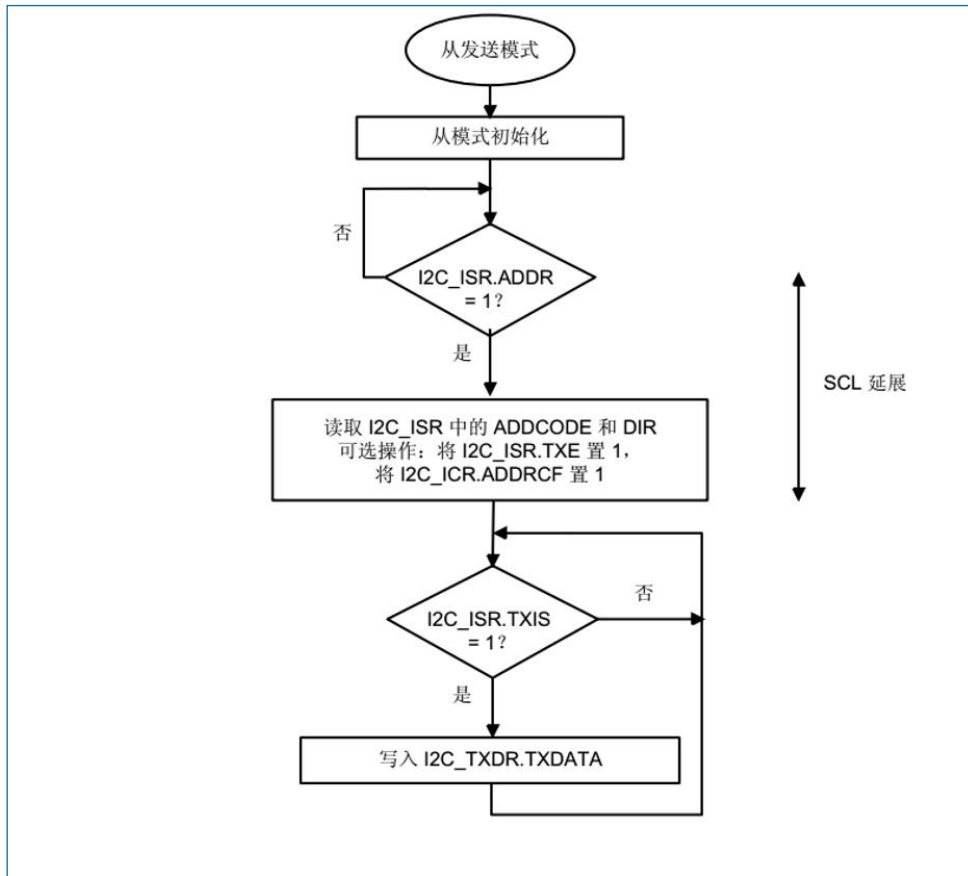 从发送模式
从模式初始化
否
I2C_ISR.ADDR
= 1?
是
SCL 延展
读取 I2C_ISR 中的 ADDCODE 和 DIR
可选操作：将 I2C_ISR.TXE 置 1，
将 I2C_ICR.ADDRCF 置 1
否
I2C_ISR.TXIS
= 1?
是
写入 I2C_TXDR.TXDATA